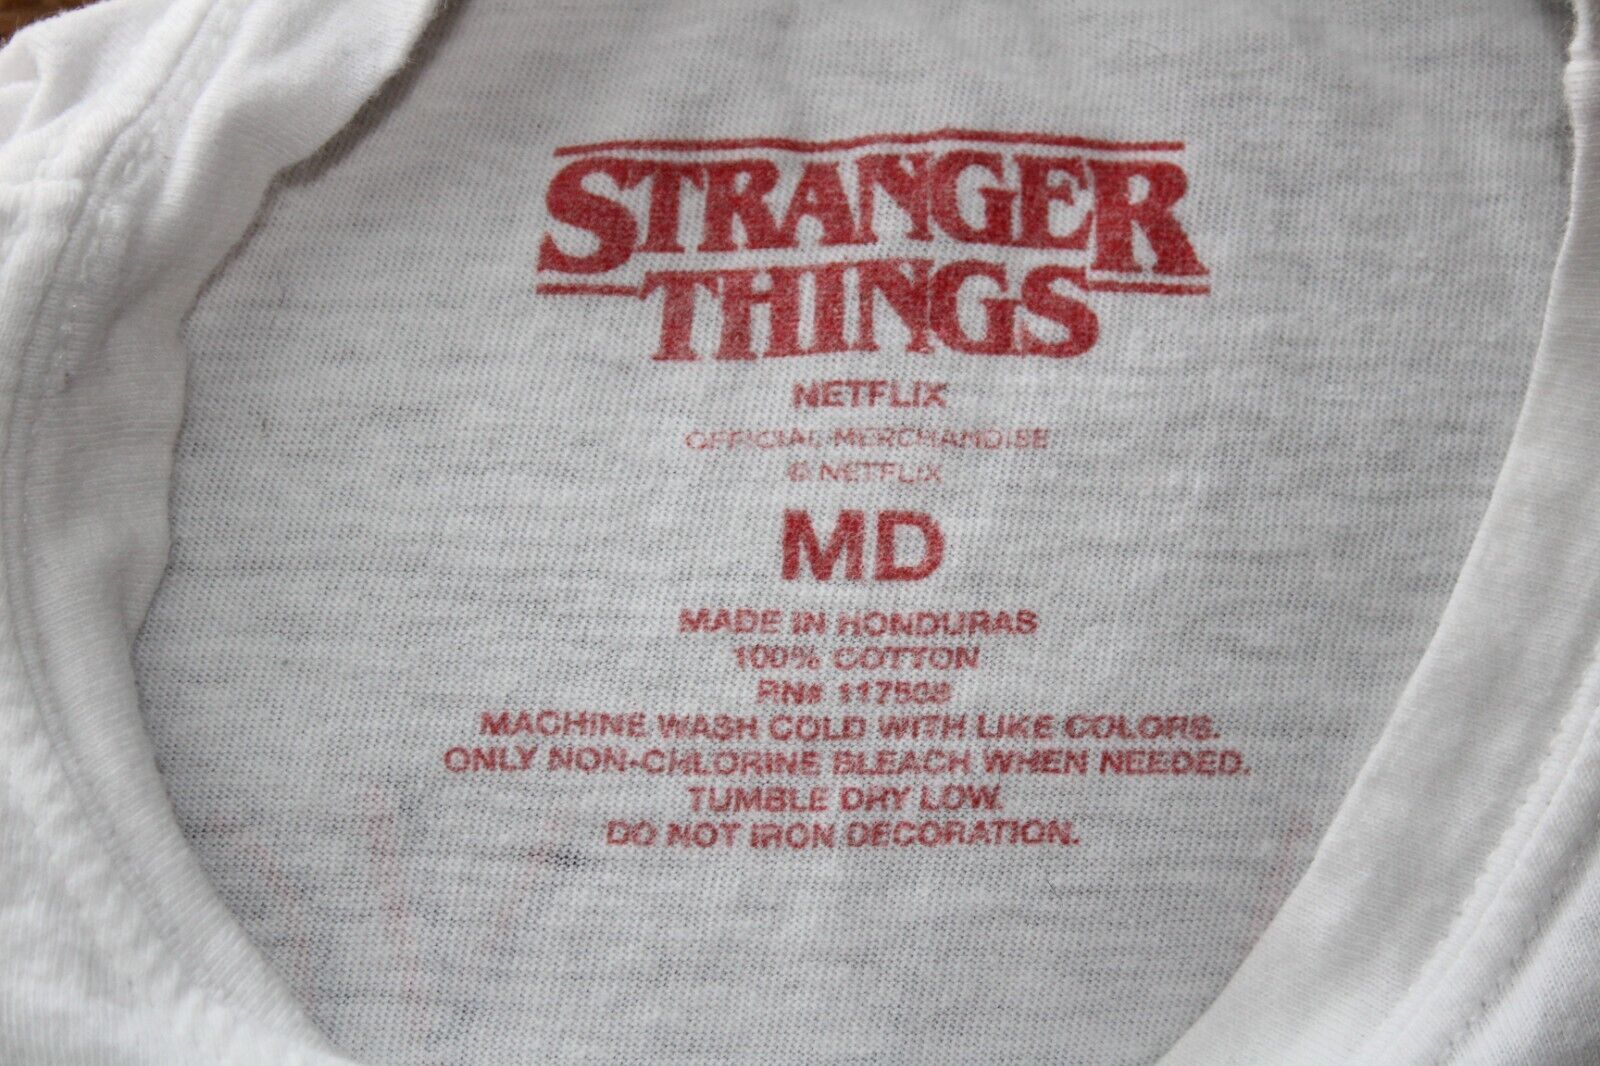 STRANGER
THINGS
NETFLIX
OFFICIAL MERCHANDISE
© NETFLIX
MD
MADE IN HONDURAS
100% COTTON
RN# 117508
MACHINE WASH COLD WITH LIKE COLORS.
ONLY NON-CHLORINE BLEACH WHEN NEEDED.
TUMBLE DRY LOW.
DO NOT IRON DECORATION.